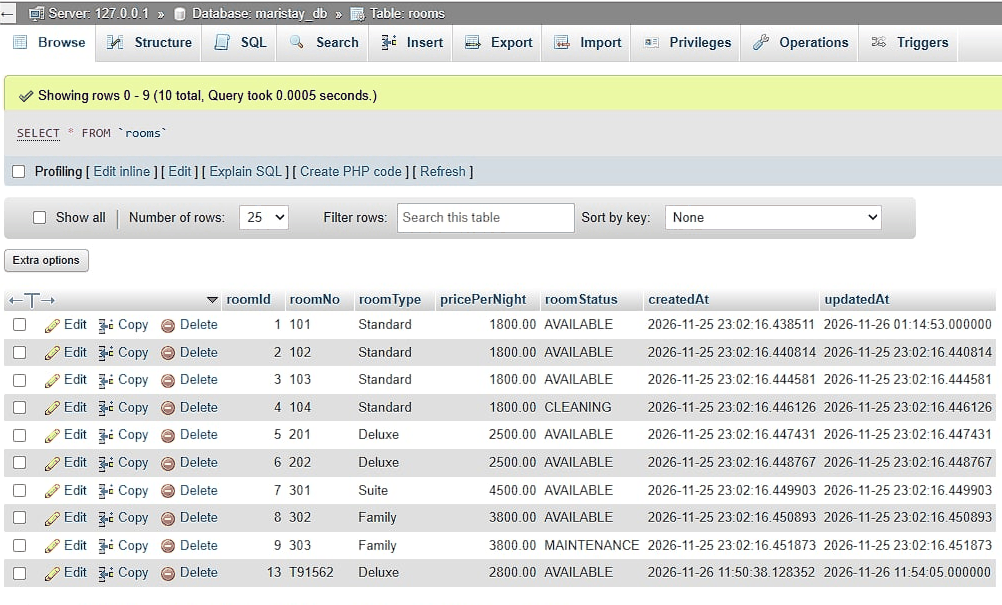 Server: 127.0.0.1 » Database: maristay_db » Table: rooms
Browse Structure SQL Search Insert Export Import Privileges Operations Triggers
Showing rows 0 - 9 (10 total, Query took 0.0005 seconds.)
SELECT * FROM `rooms`
Profiling [ Edit inline ] [ Edit ] [ Explain SQL ] [ Create PHP code ] [ Refresh ]
Show all Number of rows: 25 Filter rows: Search this table Sort by key: None
Extra options
←T→ roomId roomNo roomType pricePerNight roomStatus createdAt updatedAt
Edit Copy Delete 1 101 Standard 1800.00 AVAILABLE 2026-11-25 23:02:16.438511 2026-11-26 01:14:53.000000
Edit Copy Delete 2 102 Standard 1800.00 AVAILABLE 2026-11-25 23:02:16.440814 2026-11-25 23:02:16.440814
Edit Copy Delete 3 103 Standard 1800.00 AVAILABLE 2026-11-25 23:02:16.444581 2026-11-25 23:02:16.444581
Edit Copy Delete 4 104 Standard 1800.00 CLEANING 2026-11-25 23:02:16.446126 2026-11-25 23:02:16.446126
Edit Copy Delete 5 201 Deluxe 2500.00 AVAILABLE 2026-11-25 23:02:16.447431 2026-11-25 23:02:16.447431
Edit Copy Delete 6 202 Deluxe 2500.00 AVAILABLE 2026-11-25 23:02:16.448767 2026-11-25 23:02:16.448767
Edit Copy Delete 7 301 Suite 4500.00 AVAILABLE 2026-11-25 23:02:16.449903 2026-11-25 23:02:16.449903
Edit Copy Delete 8 302 Family 3800.00 AVAILABLE 2026-11-25 23:02:16.450893 2026-11-25 23:02:16.450893
Edit Copy Delete 9 303 Family 3800.00 MAINTENANCE 2026-11-25 23:02:16.451873 2026-11-25 23:02:16.451873
Edit Copy Delete 13 T91562 Deluxe 2800.00 AVAILABLE 2026-11-26 11:50:38.128352 2026-11-26 11:54:05.000000